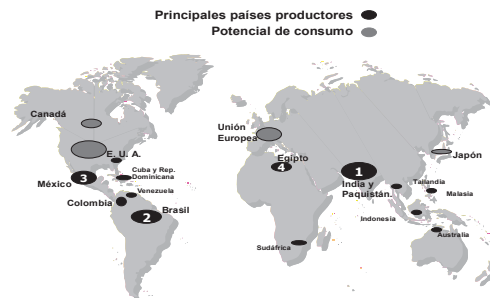 Principales países productores
Potencial de consumo
Canadá
E. U. A.
3
México
Cuba y Rep.
Dominicana
Venezuela
Colombia
2
Brasil
Unión
Europea
Egipto
4
1
India y
Paquistán.
Japón
Tailandia
Malasia
Indonesia
Australia
Sudáfrica